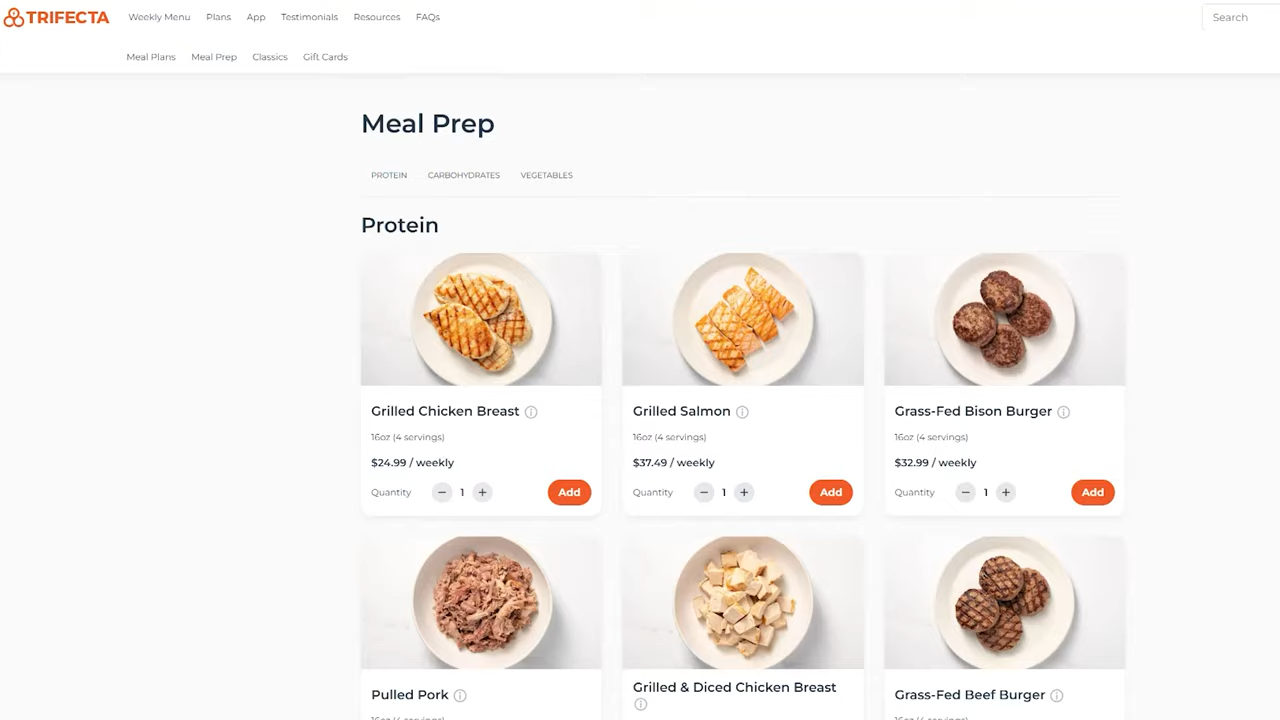 TRIFECTA
Weekly Menu Plans App Testimonials Resources FAQs
Search
Meal Plans Meal Prep Classics Gift Cards
Meal Prep
PROTEIN CARBOHYDRATES VEGETABLES
Protein
Grilled Chicken Breast
16oz (4 servings)
$24.99 / weekly
Quantity − 1 + Add
Grilled Salmon
16oz (4 servings)
$37.49 / weekly
Quantity − 1 + Add
Grass-Fed Bison Burger
16oz (4 servings)
$32.99 / weekly
Quantity − 1 + Add
Pulled Pork
Grilled & Diced Chicken Breast
Grass-Fed Beef Burger